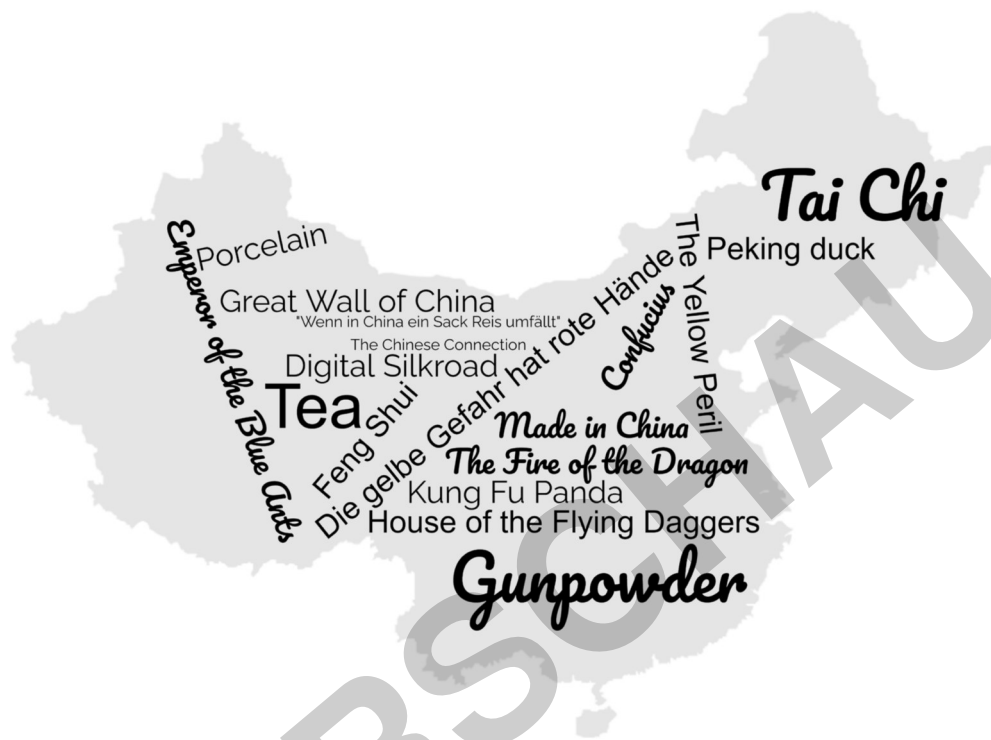 Tai Chi
Peking duck
Porcelain
Emperor of the Blue Ants
Great Wall of China
"Wenn in China ein Sack Reis umfällt"
The Chinese Connection
Digital Silkroad
Tea
Feng Shui
Die gelbe Gefahr hat rote Hände
Confucius
The Yellow Peril
Made in China
The Fire of the Dragon
Kung Fu Panda
House of the Flying Daggers
Gunpowder
BSCHAU